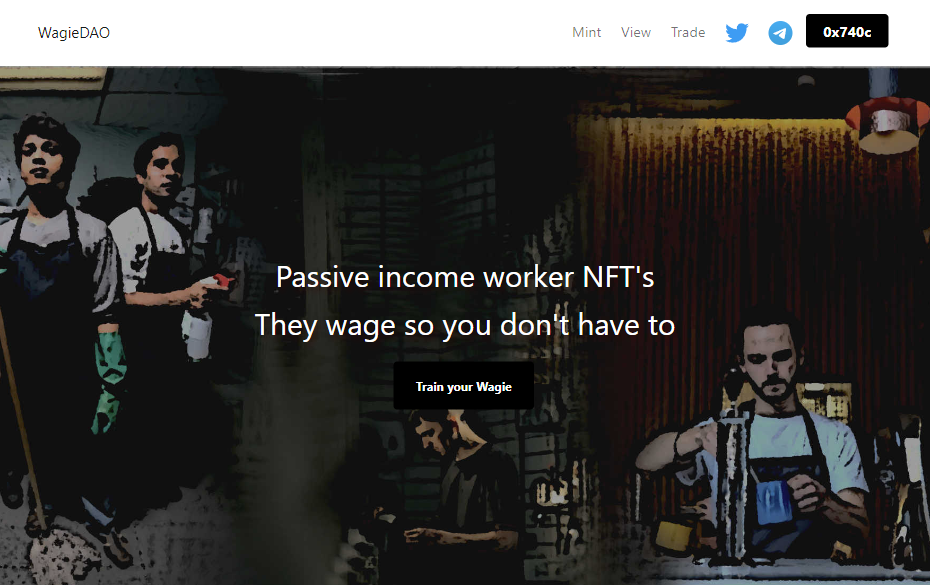 WagieDAO
Mint View Trade 0x740c
Passive income worker NFT's
They wage so you don't have to
Train your Wagie